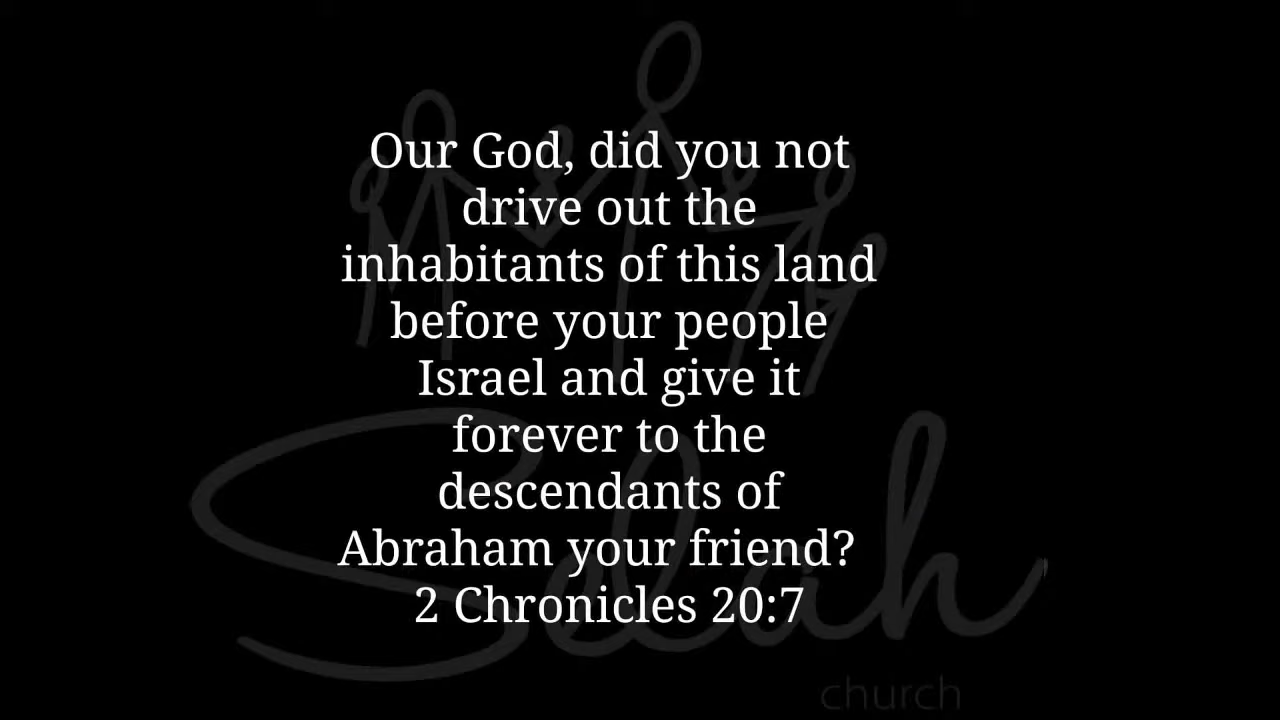 Our God, did you not
drive out the
inhabitants of this land
before your people
Israel and give it
forever to the
descendants of
Abraham your friend?
2 Chronicles 20:7
Selah
church